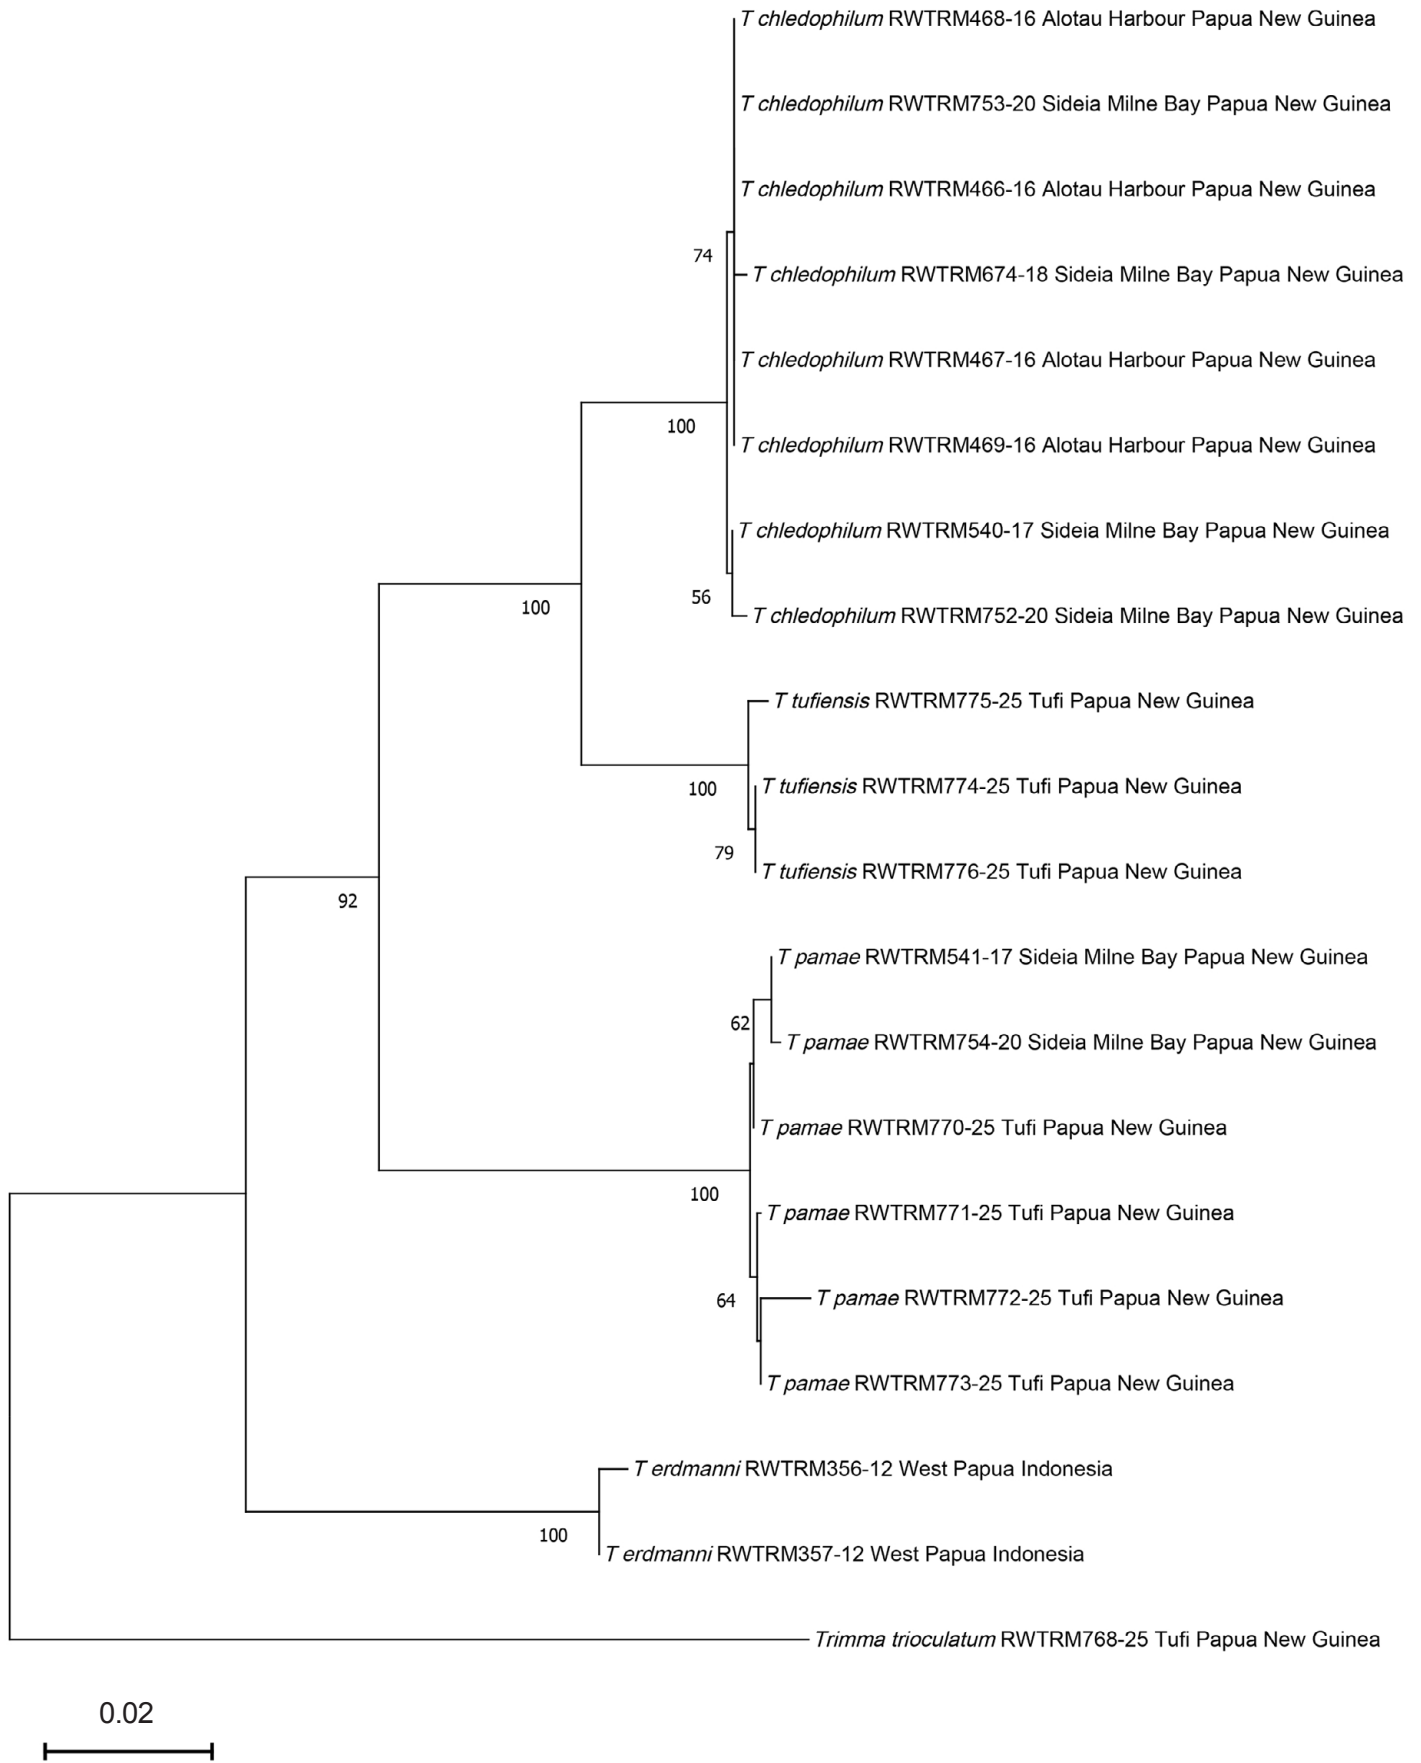 T chledophilum RWTRM468-16 Alotau Harbour Papua New Guinea
T chledophilum RWTRM753-20 Sideia Milne Bay Papua New Guinea
T chledophilum RWTRM466-16 Alotau Harbour Papua New Guinea
74
T chledophilum RWTRM674-18 Sideia Milne Bay Papua New Guinea
T chledophilum RWTRM467-16 Alotau Harbour Papua New Guinea
100
T chledophilum RWTRM469-16 Alotau Harbour Papua New Guinea
T chledophilum RWTRM540-17 Sideia Milne Bay Papua New Guinea
56
100
T chledophilum RWTRM752-20 Sideia Milne Bay Papua New Guinea
T tufiensis RWTRM775-25 Tufi Papua New Guinea
100
T tufiensis RWTRM774-25 Tufi Papua New Guinea
79
T tufiensis RWTRM776-25 Tufi Papua New Guinea
92
T pamae RWTRM541-17 Sideia Milne Bay Papua New Guinea
62
T pamae RWTRM754-20 Sideia Milne Bay Papua New Guinea
T pamae RWTRM770-25 Tufi Papua New Guinea
100
T pamae RWTRM771-25 Tufi Papua New Guinea
64
T pamae RWTRM772-25 Tufi Papua New Guinea
T pamae RWTRM773-25 Tufi Papua New Guinea
T erdmanni RWTRM356-12 West Papua Indonesia
100
T erdmanni RWTRM357-12 West Papua Indonesia
Trimma trioculatum RWTRM768-25 Tufi Papua New Guinea
0.02